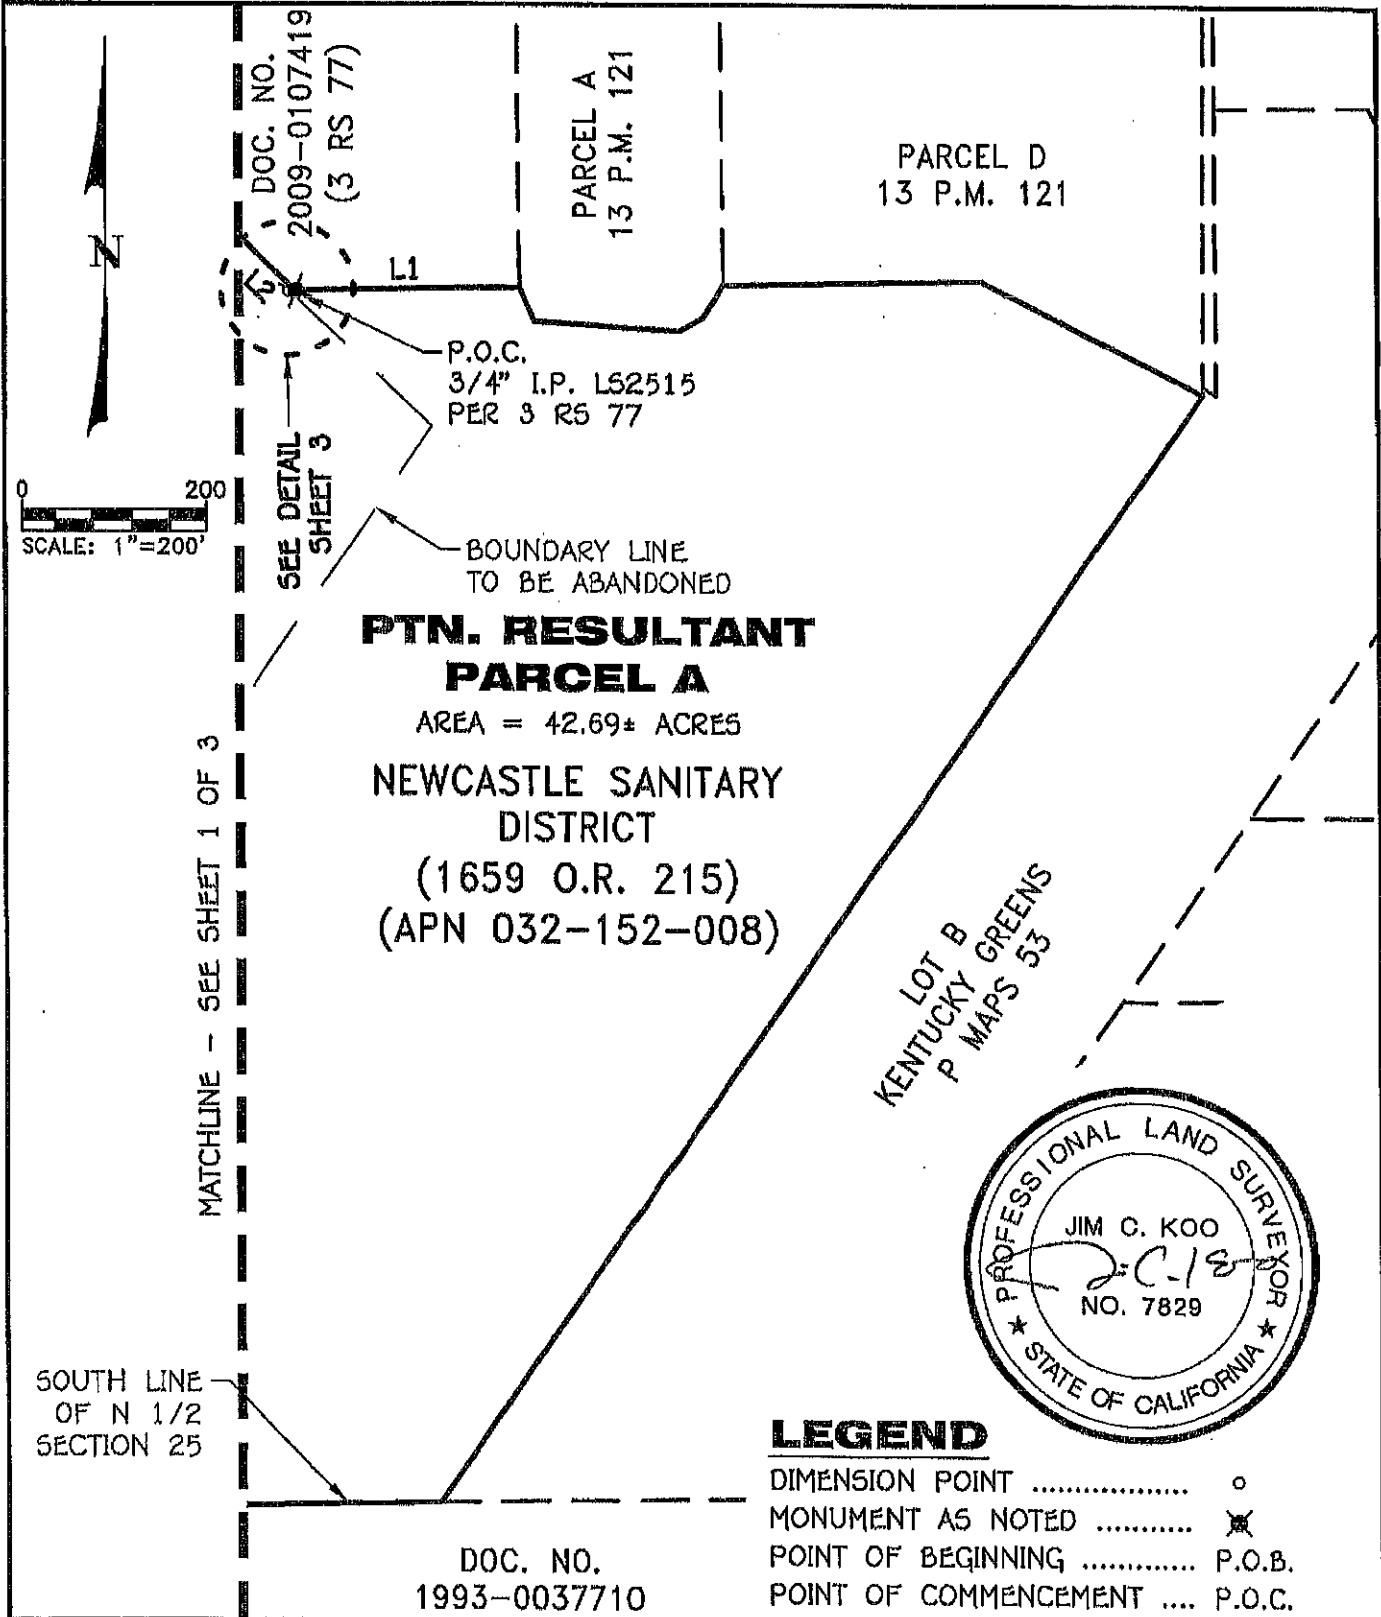 DOC. NO.
2009-0107419
(3 RS 77)
PARCEL A
13 P.M. 121
PARCEL D
13 P.M. 121
N
L1
L2
P.O.C.
3/4" I.P. LS2515
PER 3 RS 77
0 200
SCALE: 1"=200'
SEE DETAIL
SHEET 3
BOUNDARY LINE
TO BE ABANDONED
PTN. RESULTANT
PARCEL A
AREA = 42.69± ACRES
NEWCASTLE SANITARY
DISTRICT
(1659 O.R. 215)
(APN 032-152-008)
MATCHLINE - SEE SHEET 1 OF 3
LOT B
KENTUCKY GREENS
P MAPS 53
PROFESSIONAL LAND SURVEYOR
JIM C. KOO
NO. 7829
★ STATE OF CALIFORNIA ★
SOUTH LINE
OF N 1/2
SECTION 25
LEGEND
DIMENSION POINT .................. o
MONUMENT AS NOTED ...........
POINT OF BEGINNING ............. P.O.B.
POINT OF COMMENCEMENT .... P.O.C.
DOC. NO.
1993-0037710